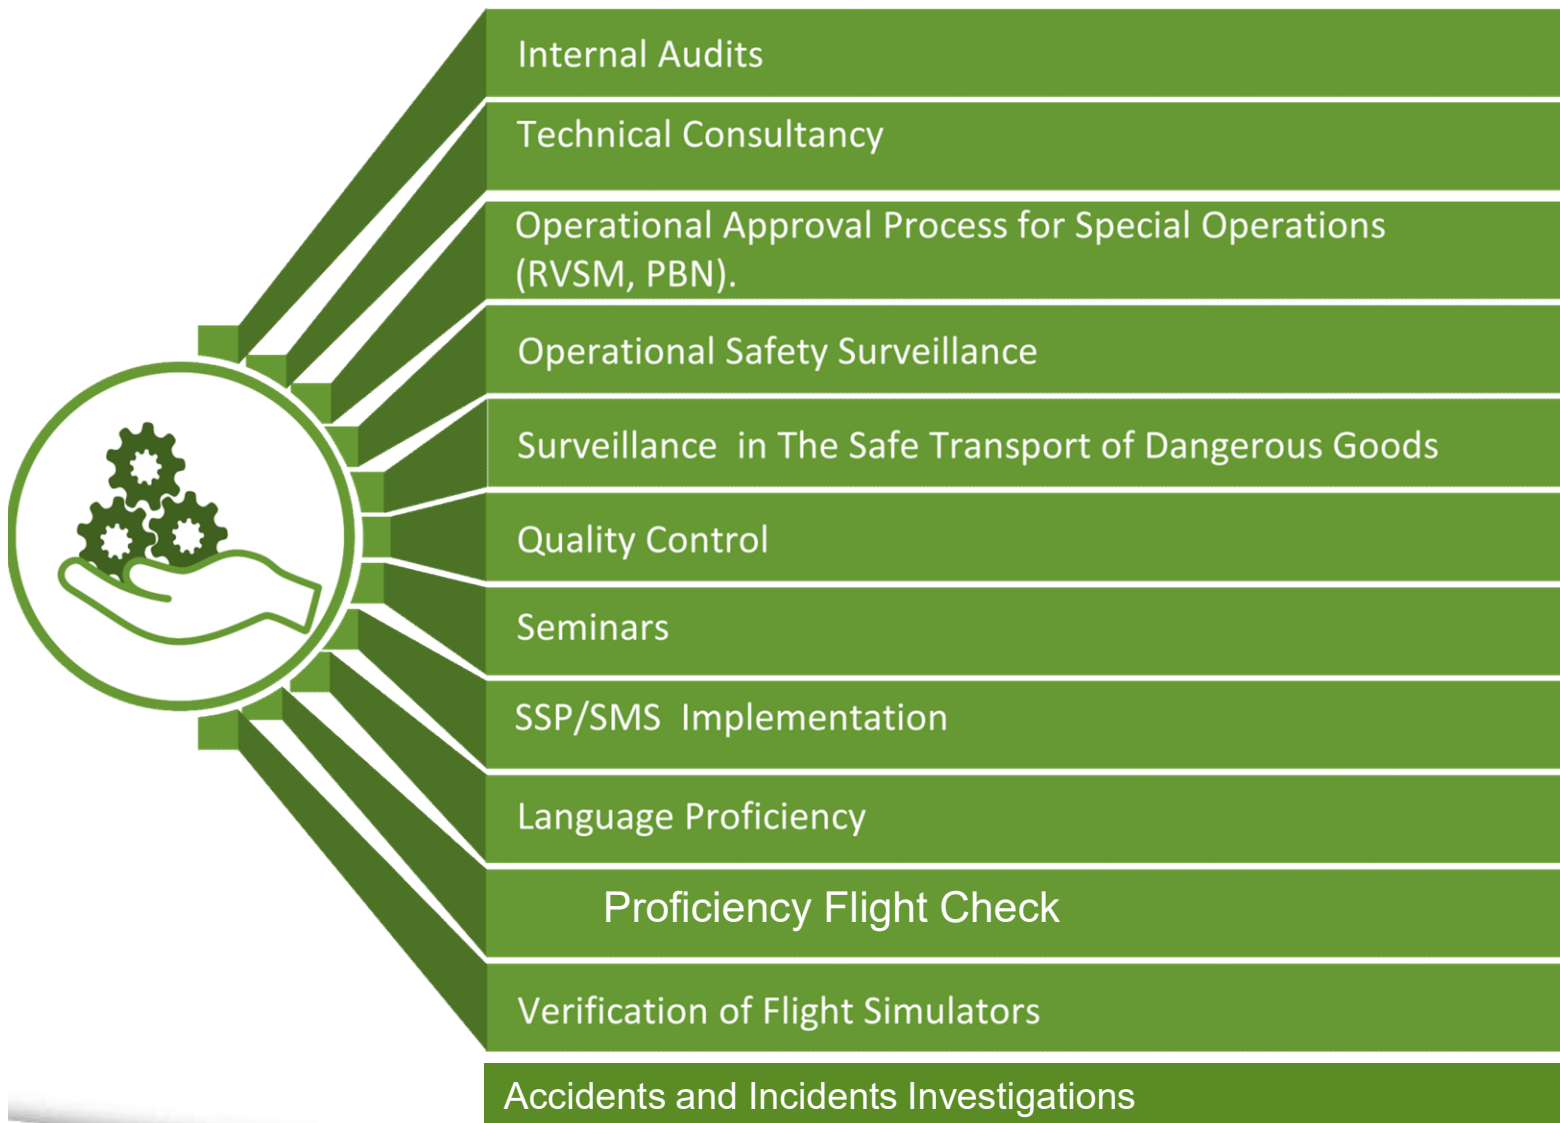 Internal Audits
Technical Consultancy
Operational Approval Process for Special Operations
(RVSM, PBN).
Operational Safety Surveillance
Surveillance  in The Safe Transport of Dangerous Goods
Quality Control
Seminars
SSP/SMS  Implementation
Language Proficiency
Proficiency Flight Check
Verification of Flight Simulators
Accidents and Incidents Investigations